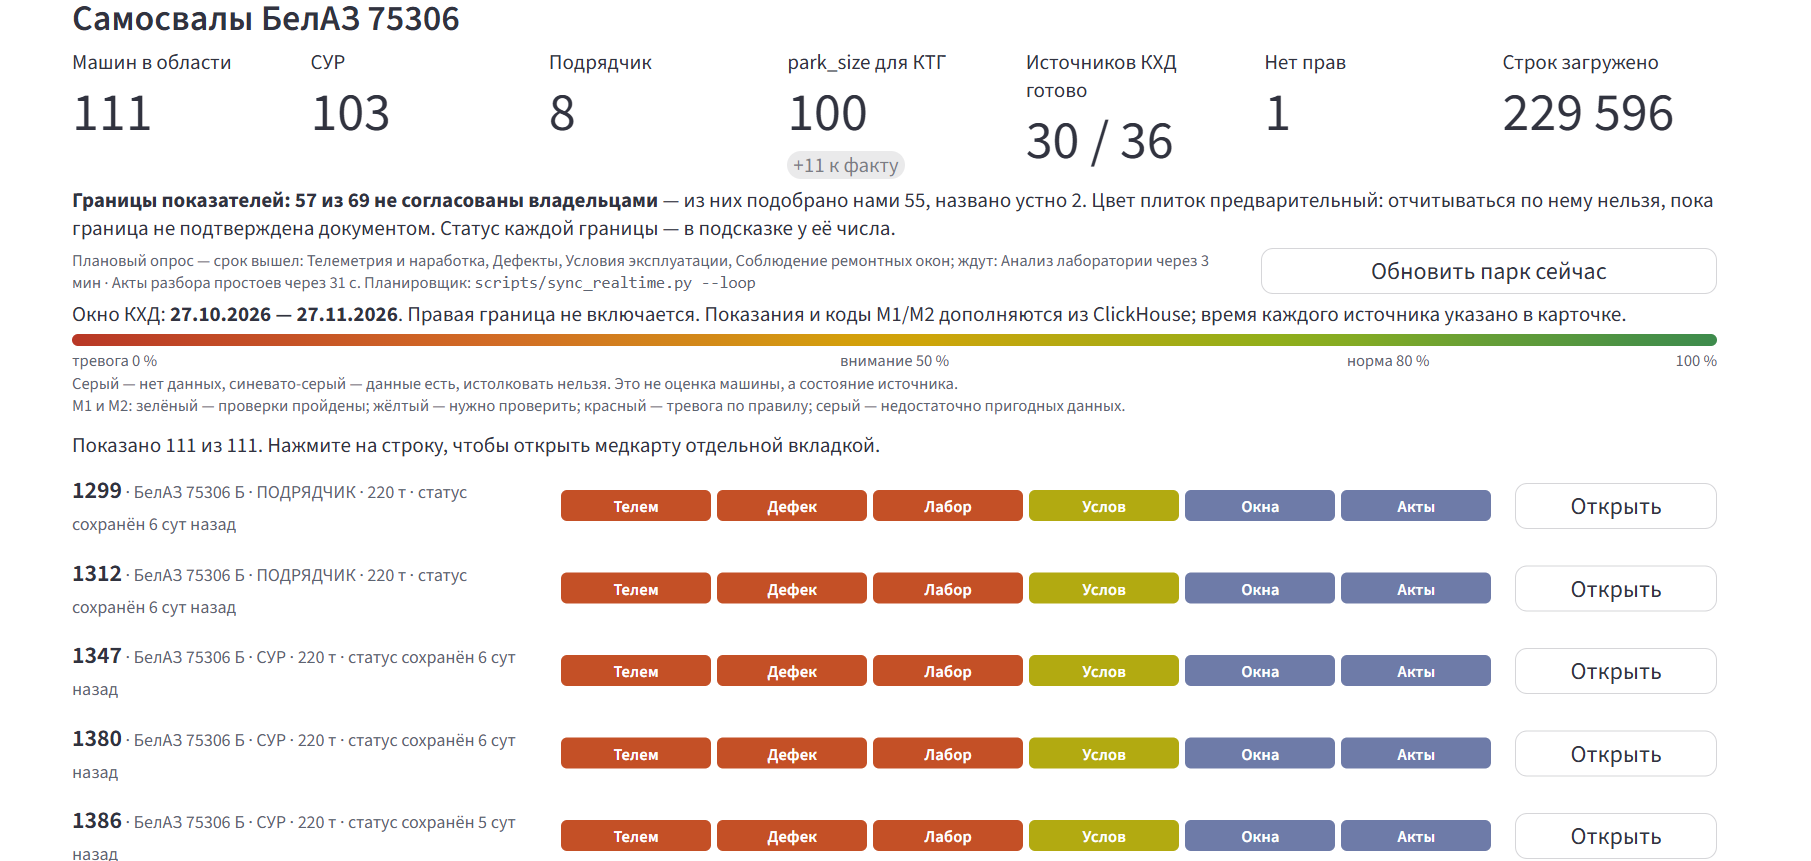 Самосвалы БелАЗ 75306
Машин в области
111
СУР
103
Подрядчик
8
park_size для КТГ
100
+11 к факту
Источников КХД
готово
30 / 36
Нет прав
1
Строк загружено
229 596
Границы показателей: 57 из 69 не согласованы владельцами — из них подобрано нами 55, названо устно 2. Цвет плиток предварительный: отчитываться по нему нельзя, пока
граница не подтверждена документом. Статус каждой границы — в подсказке у её числа.
Плановый опрос — срок вышел: Телеметрия и наработка, Дефекты, Условия эксплуатации, Соблюдение ремонтных окон; ждут: Анализ лаборатории через 3
мин · Акты разбора простоев через 31 с. Планировщик: scripts/sync_realtime.py --loop
Обновить парк сейчас
Окно КХД: 27.10.2026 — 27.11.2026. Правая граница не включается. Показания и коды М1/М2 дополняются из ClickHouse; время каждого источника указано в карточке.
тревога 0 % внимание 50 % норма 80 % 100 %
Серый — нет данных, синевато-серый — данные есть, истолковать нельзя. Это не оценка машины, а состояние источника.
М1 и М2: зелёный — проверки пройдены; жёлтый — нужно проверить; красный — тревога по правилу; серый — недостаточно пригодных данных.
Показано 111 из 111. Нажмите на строку, чтобы открыть медкарту отдельной вкладкой.
1299 · БелАЗ 75306 Б · ПОДРЯДЧИК · 220 т · статус
сохранён 6 сут назад
Телем Дефек Лабор Услов Окна Акты Открыть
1312 · БелАЗ 75306 Б · ПОДРЯДЧИК · 220 т · статус
сохранён 6 сут назад
Телем Дефек Лабор Услов Окна Акты Открыть
1347 · БелАЗ 75306 Б · СУР · 220 т · статус сохранён 6 сут
назад
Телем Дефек Лабор Услов Окна Акты Открыть
1380 · БелАЗ 75306 Б · СУР · 220 т · статус сохранён 6 сут
назад
Телем Дефек Лабор Услов Окна Акты Открыть
1386 · БелАЗ 75306 Б · СУР · 220 т · статус сохранён 5 сут
назад
Телем Дефек Лабор Услов Окна Акты Открыть